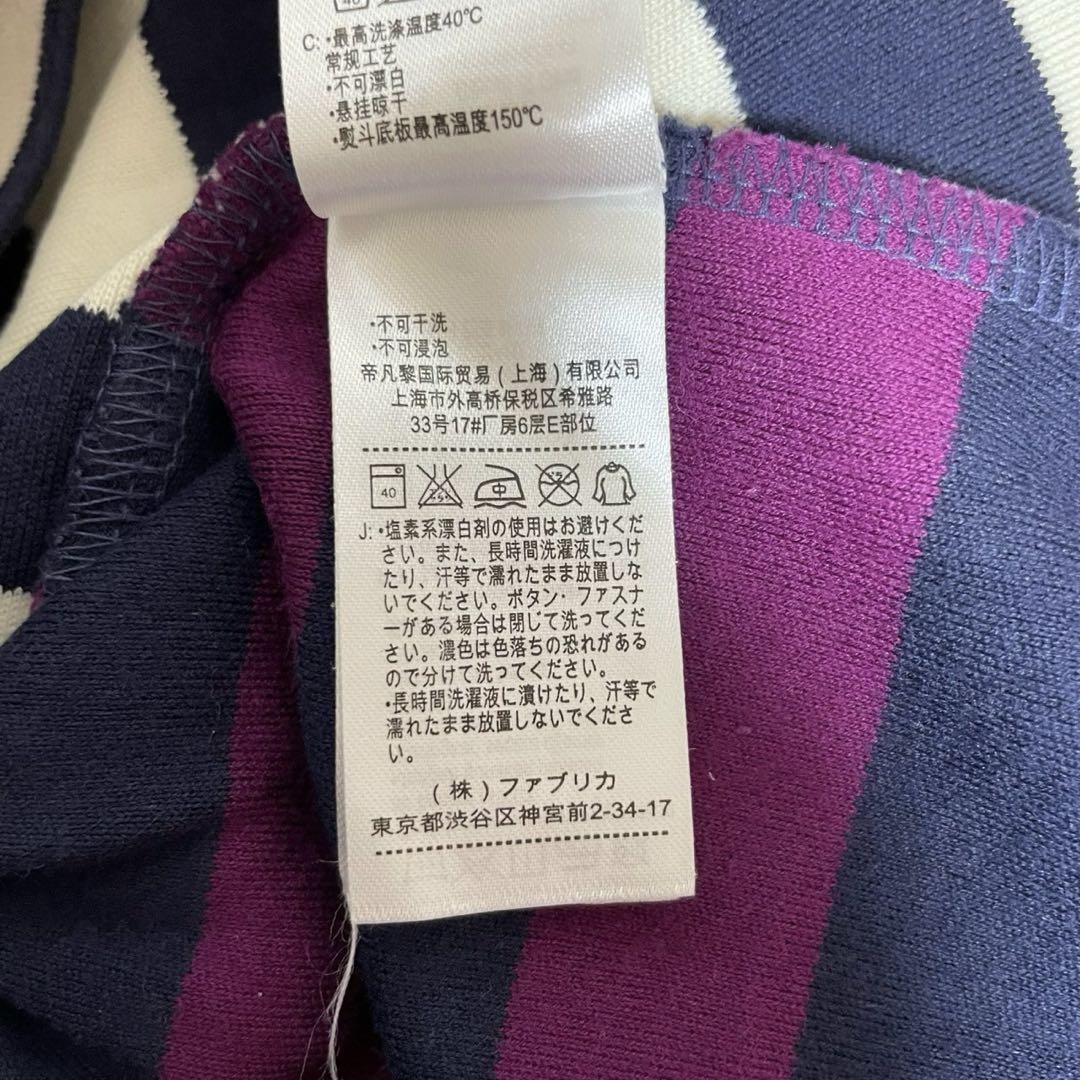 40
C: •最高洗涤温度40℃
常规工艺
•不可漂白
•悬挂晾干
•熨斗底板最高温度150℃
•不可干洗
•不可浸泡
帝凡黎国际贸易(上海)有限公司
上海市外高桥保税区希雅路
33号17#厂房6层E部位
40 中
J: •塩素系漂白剤の使用はお避けくだ
さい。また、長時間洗濯液につけ
たり、汗等で濡れたまま放置しな
いでください。ボタン・ファスナ
ーがある場合は閉じて洗ってくだ
さい。濃色は色落ちの恐れがある
ので分けて洗ってください。
•長時間洗濯液に漬けたり、汗等で
濡れたまま放置しないでくださ
い。
(株)ファブリカ
東京都渋谷区神宮前2-34-17